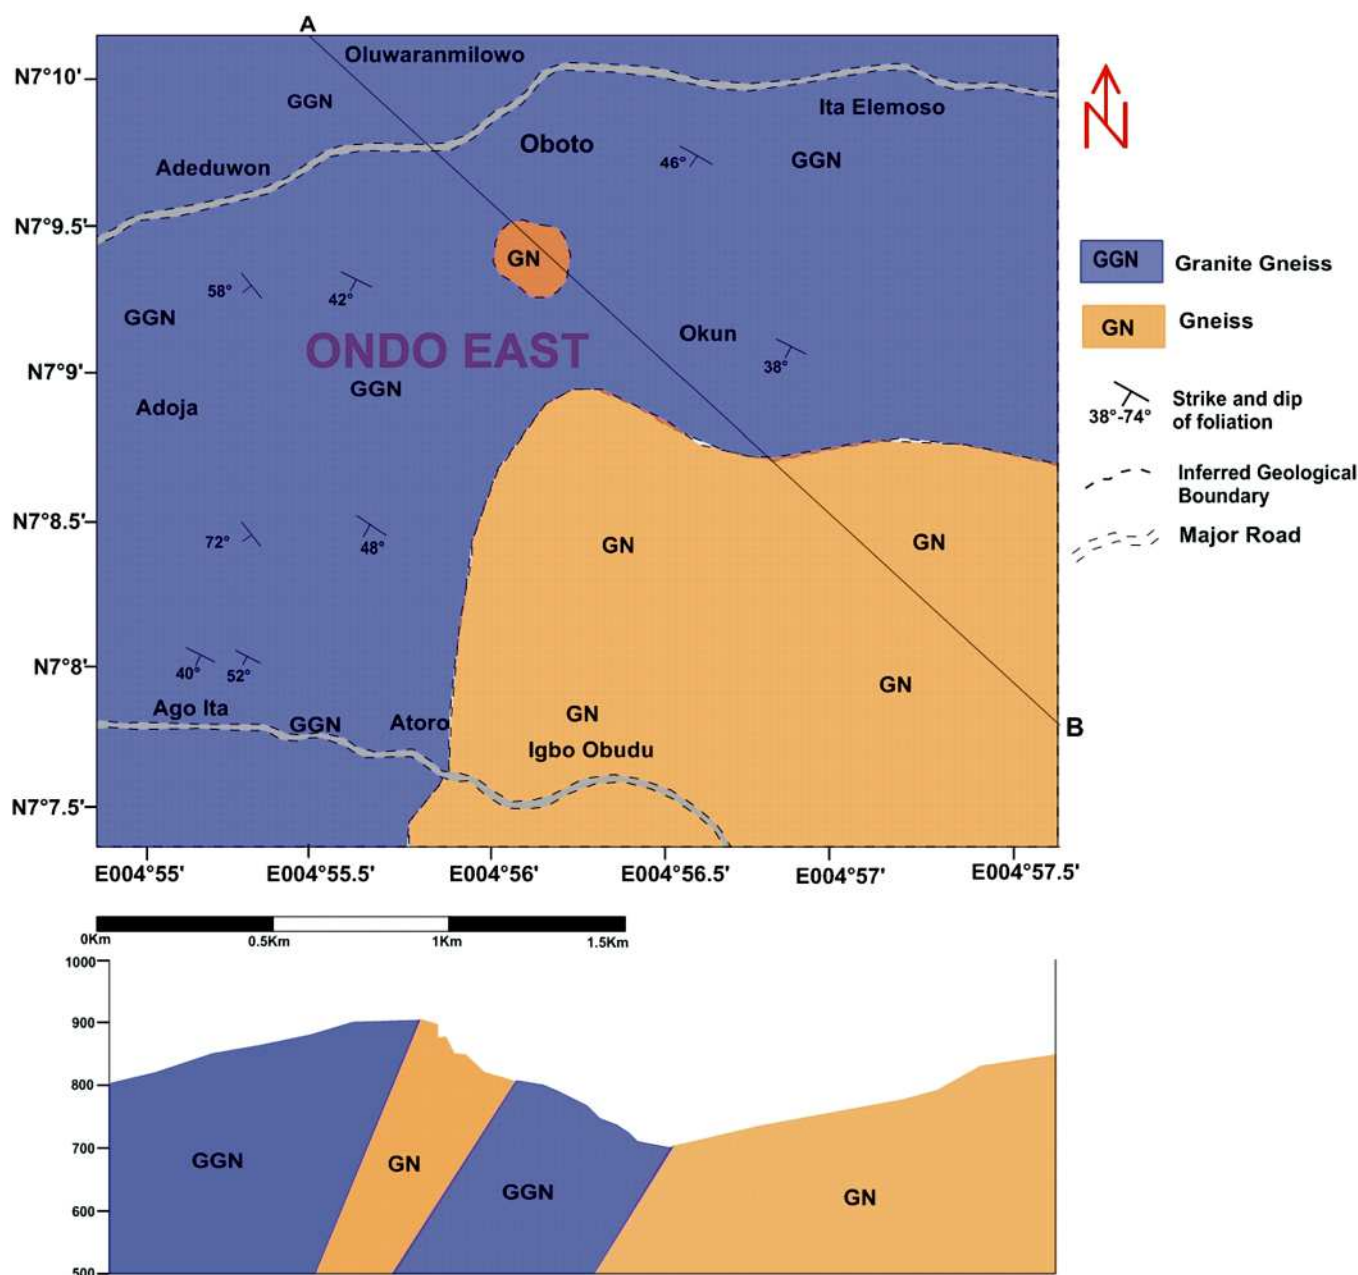 A
Oluwaranmilowo
N7°10'
GGN
Ita Elemoso
Oboto
46°
GGN
Adeduwon
N
N7°9.5'
GN
GGN
Granite Gneiss
58°
42°
GGN
Okun
GN
Gneiss
ONDO EAST
38°
N7°9'
GGN
Adoja
38°-74°
Strike and dip
of foliation
Inferred Geological
Boundary
N7°8.5'
72°
48°
GN
GN
Major Road
N7°8'
40°
52°
GN
Ago Ita
GGN
Atoro
GN
B
Igbo Obudu
N7°7.5'
E004°55'
E004°55.5'
E004°56'
E004°56.5'
E004°57'
E004°57.5'
0Km
0.5Km
1Km
1.5Km
1000
900
800
700
600
500
GGN
GN
GGN
GN